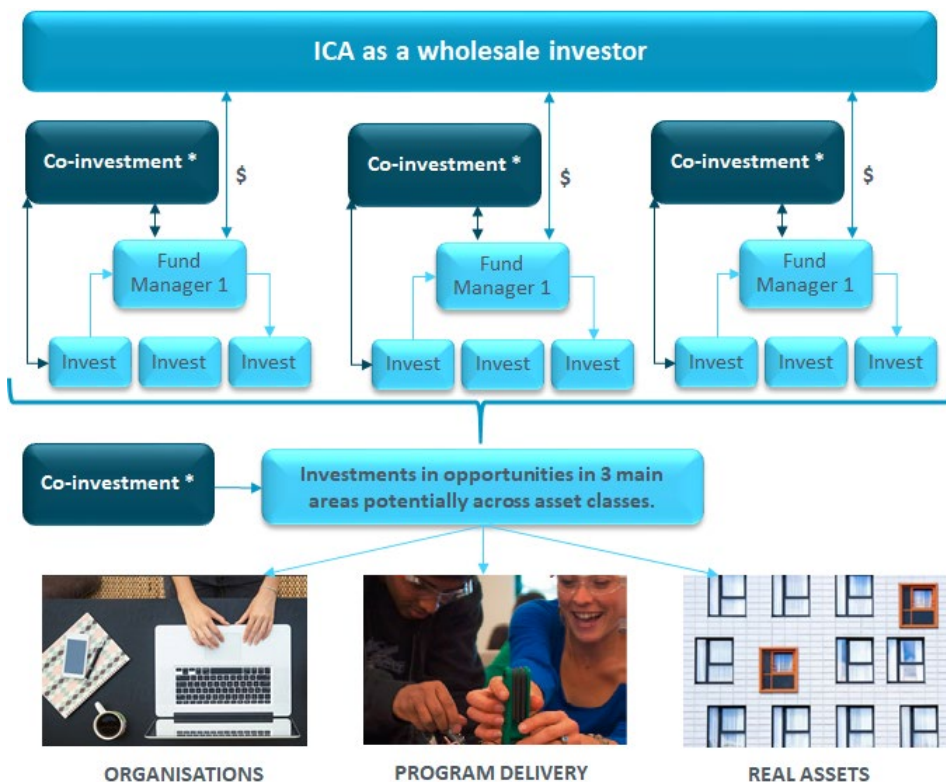 ICA as a wholesale investor
Co-investment *
$
Co-investment *
$
Co-investment *
$
Fund
Manager 1
Fund
Manager 1
Fund
Manager 1
Invest
Invest
Invest
Invest
Invest
Invest
Invest
Invest
Invest
Co-investment *
Investments in opportunities in 3 main
areas potentially across asset classes.
ORGANISATIONS
PROGRAM DELIVERY
REAL ASSETS